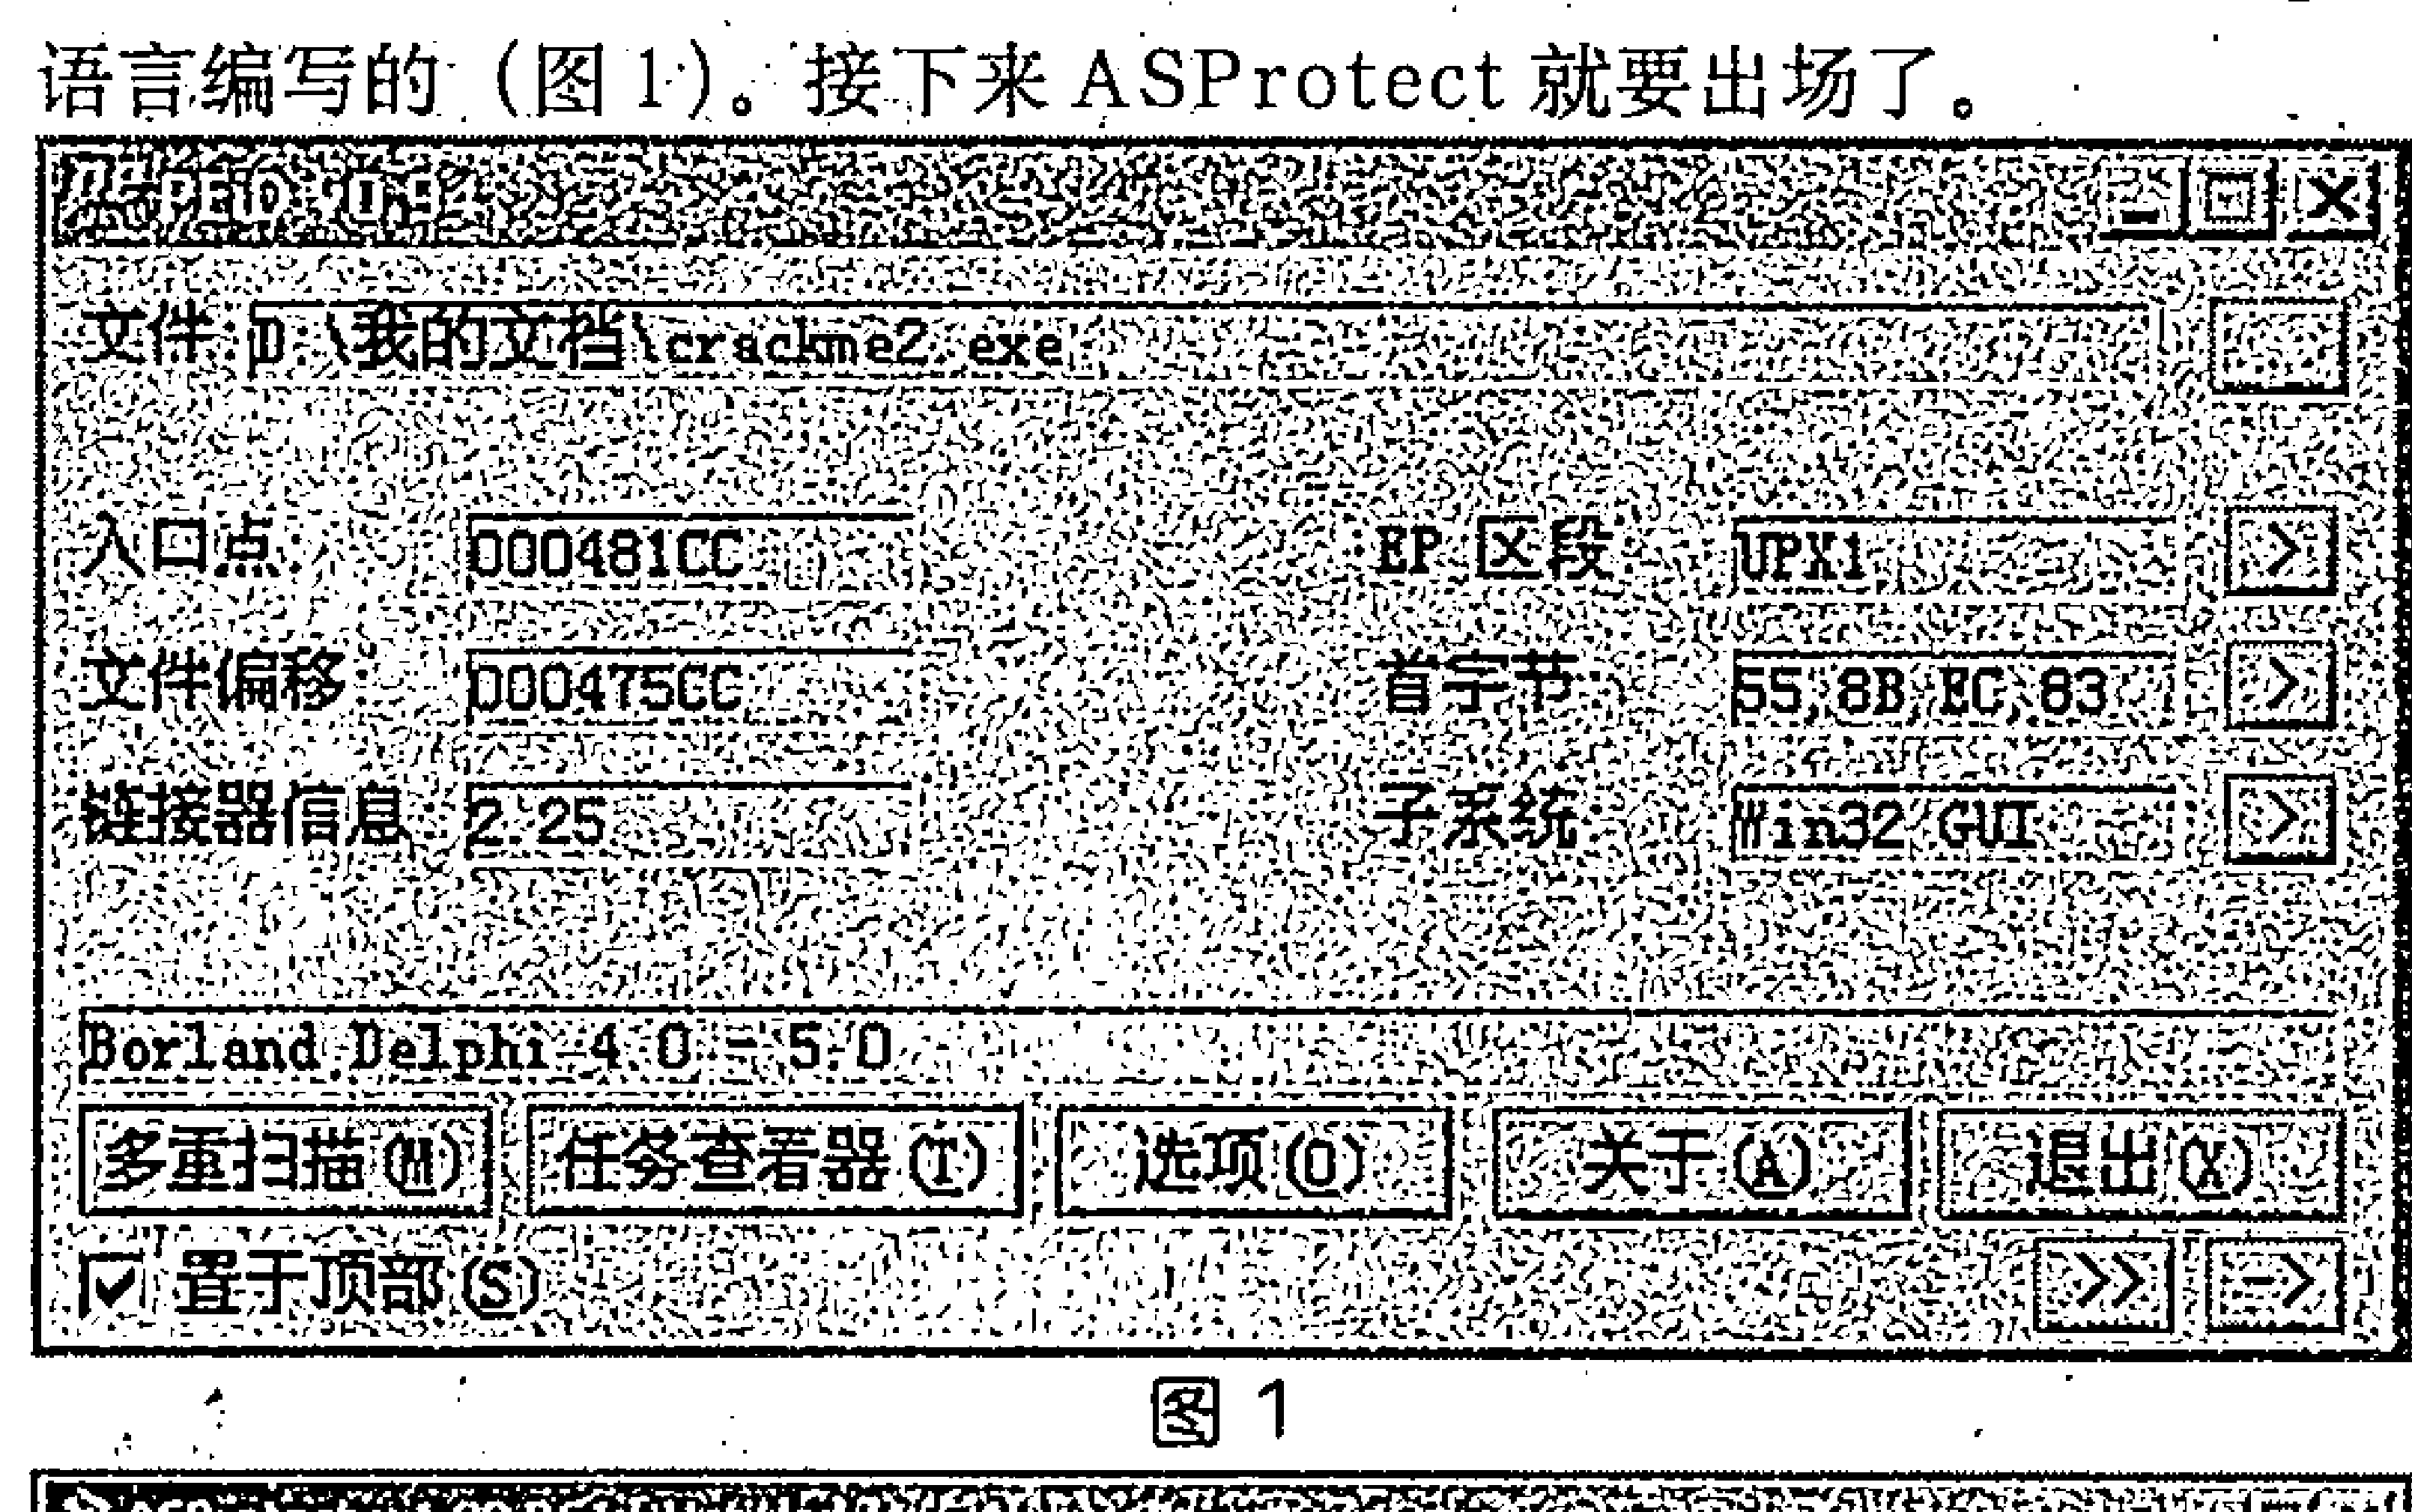 语言编写的（图1）。接下来ASProtect就要出场了。
PEiD v0.9
文件 D:\我的文档\crackme2.exe
入口点 000481CC EP 区段 UPX1 >
文件偏移 000475CC 首字节 55,8B,EC,83 >
链接器信息 2.25 子系统 Win32 GUI >
Borland Delphi 4.0 - 5.0
多重扫描(M) 任务查看器(T) 选项(O) 关于(A) 退出(X)
置于顶部(S) >> ->
图 1